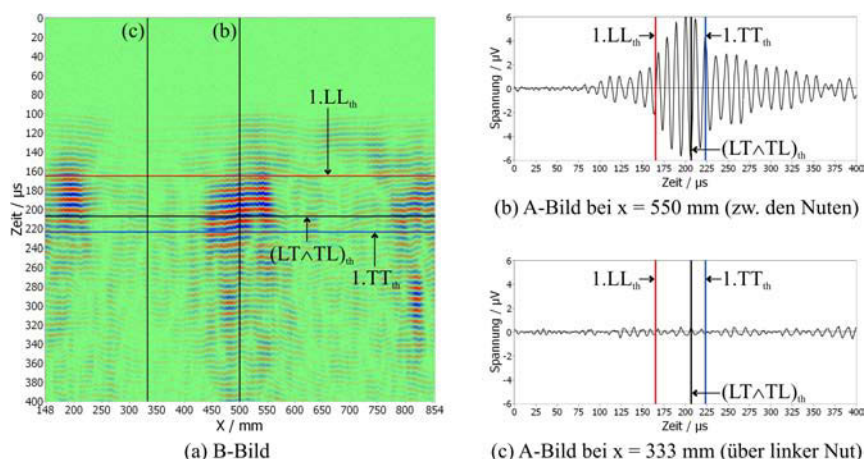 (c)
(b)
0
20
40
60
80
100
120
140
160
180
200
220
240
260
280
300
320
340
360
380
400
Zeit / µs
1.LLth
(LT∧TL)th
1.TTth
148 200 250 300 350 400 450 500 550 600 660 700 750 800 854
X / mm
(a) B-Bild
6
4
2
0
-2
-4
-6
Spannung / µV
1.LLth
1.TTth
(LT∧TL)th
0 25 50 75 100 125 150 175 200 225 250 275 300 325 350 375 400
Zeit / µs
(b) A-Bild bei x = 550 mm (zw. den Nuten)
6
4
2
0
-2
-4
-6
Spannung / µV
1.LLth
1.TTth
(LT∧TL)th
0 25 50 75 100 125 150 175 200 225 250 275 300 325 350 375 400
Zeit / µs
(c) A-Bild bei x = 333 mm (über linker Nut)